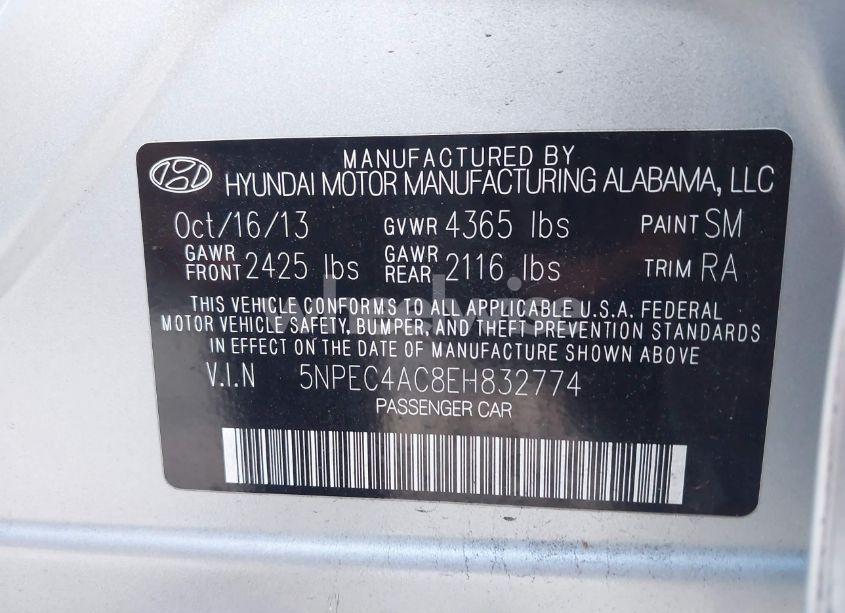 MANUFACTURED BY
HYUNDAI MOTOR MANUFACTURING ALABAMA, LLC
Oct/16/13 GVWR 4365 lbs PAINT SM
GAWR FRONT 2425 lbs GAWR REAR 2116 lbs TRIM RA
THIS VEHICLE CONFORMS TO ALL APPLICABLE U.S.A. FEDERAL
MOTOR VEHICLE SAFETY, BUMPER, AND THEFT PREVENTION STANDARDS
IN EFFECT ON THE DATE OF MANUFACTURE SHOWN ABOVE
V.I.N 5NPEC4AC8EH832774
PASSENGER CAR